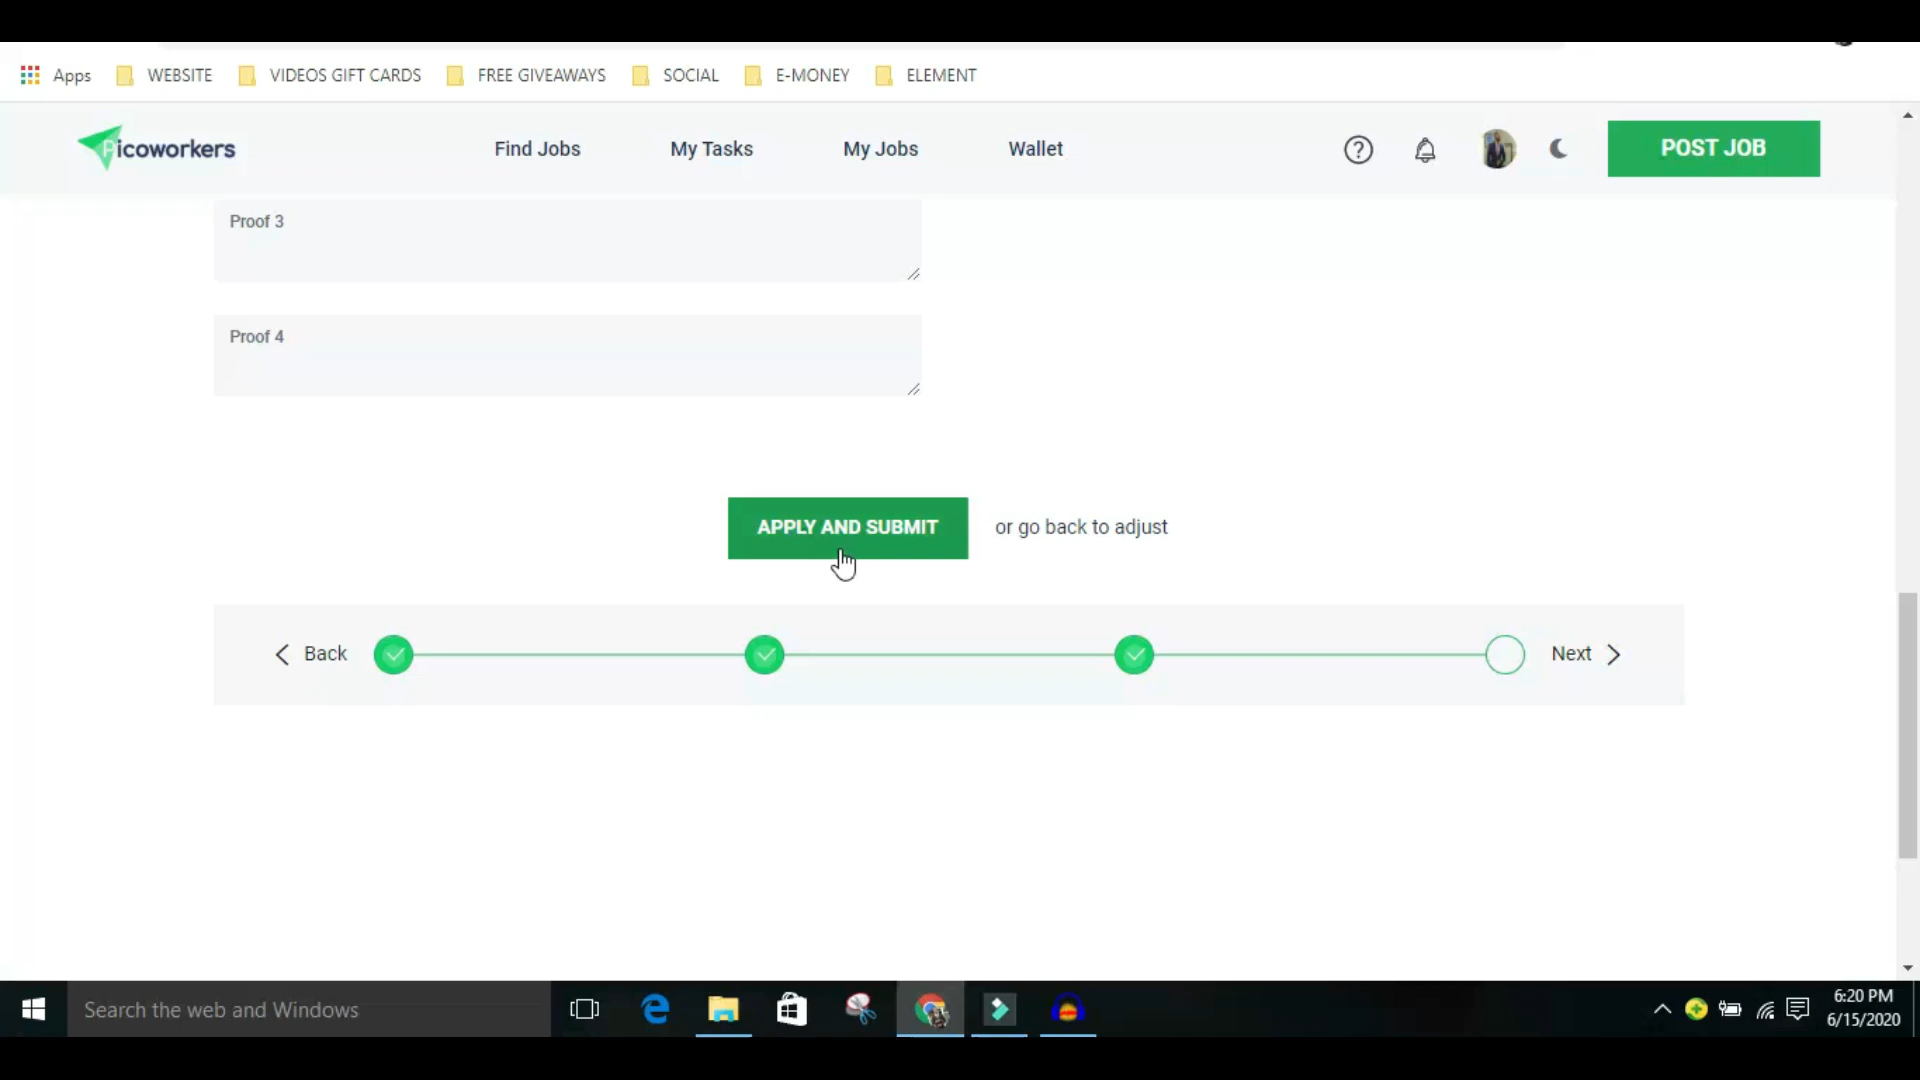 Apps WEBSITE VIDEOS GIFT CARDS FREE GIVEAWAYS SOCIAL E-MONEY ELEMENT
Picoworkers Find Jobs My Tasks My Jobs Wallet ? POST JOB
Proof 3
Proof 4
APPLY AND SUBMIT or go back to adjust
Back Next
Search the web and Windows
6:20 PM
6/15/2020